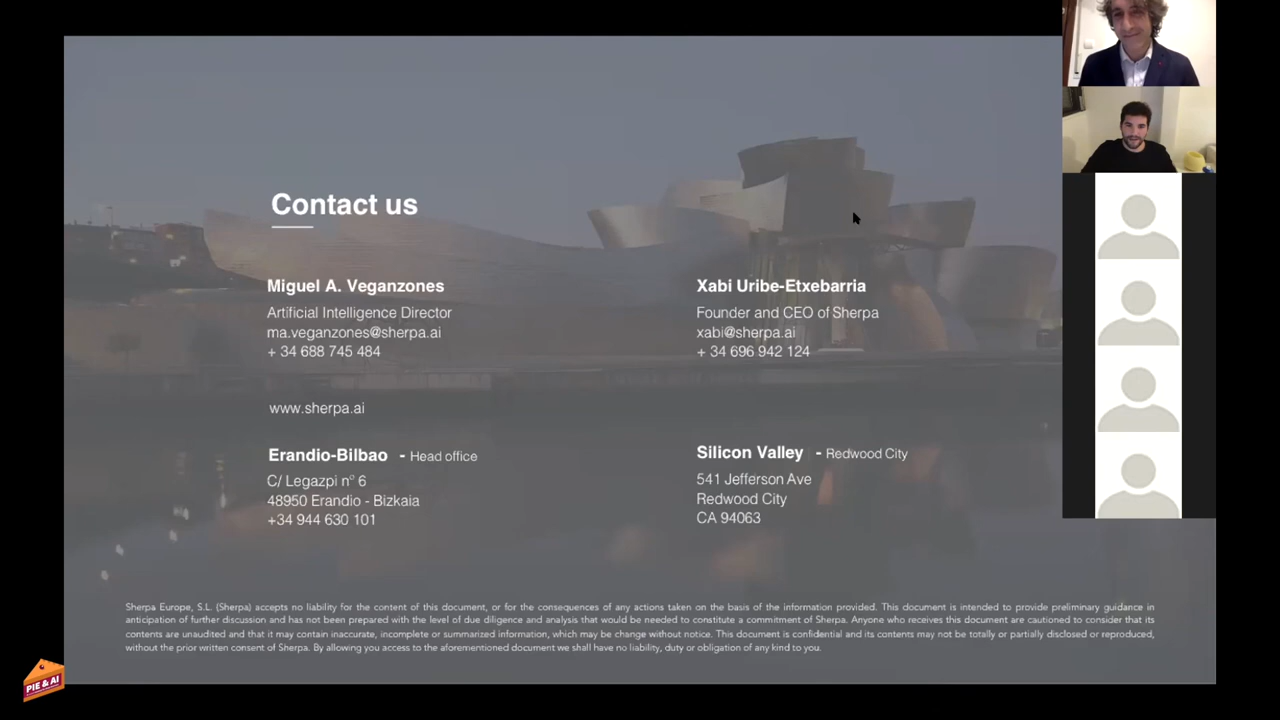 Contact us
Miguel A. Veganzones
Artificial Intelligence Director
ma.veganzones@sherpa.ai
+ 34 688 745 484
Xabi Uribe-Etxebarria
Founder and CEO of Sherpa
xabi@sherpa.ai
+ 34 696 942 124
www.sherpa.ai
Erandio-Bilbao - Head office
C/ Legazpi nº 6
48950 Erandio - Bizkaia
+34 944 630 101
Silicon Valley - Redwood City
541 Jefferson Ave
Redwood City
CA 94063
Sherpa Europe, S.L. (Sherpa) accepts no liability for the content of this document, or for the consequences of any actions taken on the basis of the information provided. This document is intended to provide preliminary guidance in
anticipation of further discussion and has not been prepared with the level of due diligence and analysis that would be needed to constitute a commitment of Sherpa. Anyone who receives this document are cautioned to consider that its
contents are unaudited and that it may contain inaccurate, incomplete or summarized information, which may be change without notice. This document is confidential and its contents may not be totally or partially disclosed or reproduced,
without the prior written consent of Sherpa. By allowing you access to the aforementioned document we shall have no liability, duty or obligation of any kind to you.
PIE & AI